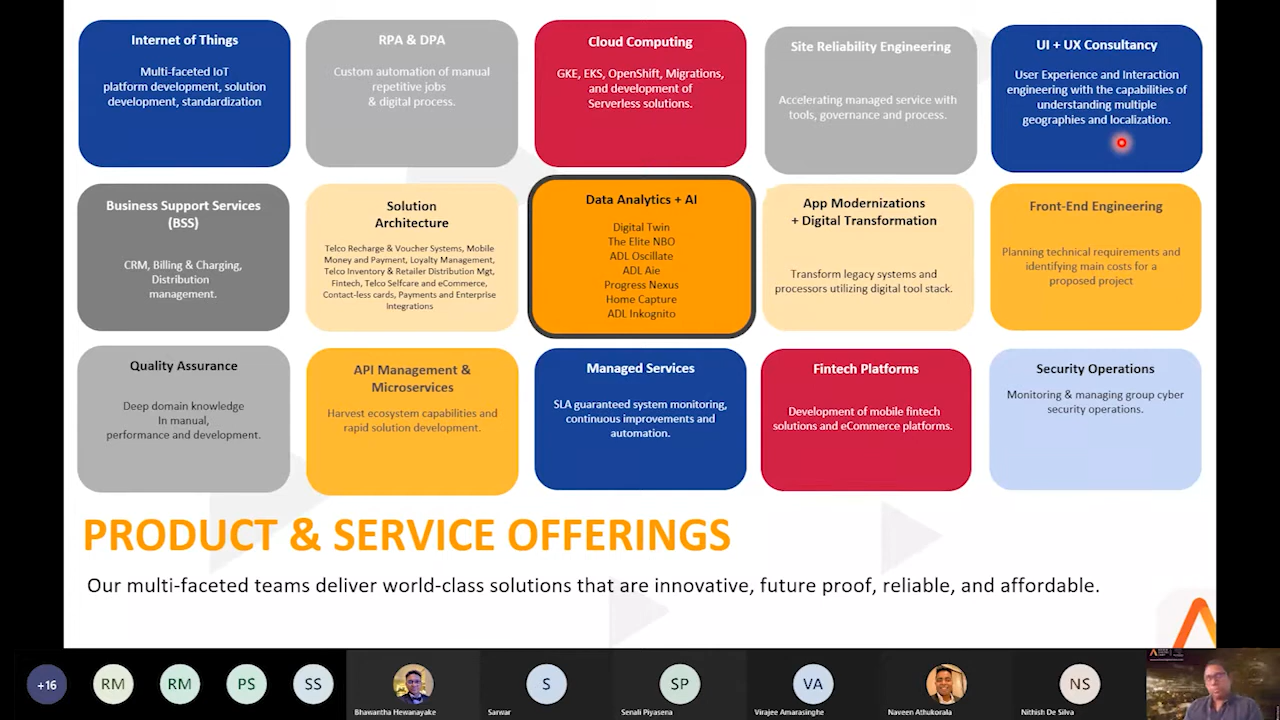 Internet of Things
Multi-faceted IoT
platform development, solution
development, standardization
RPA & DPA
Custom automation of manual
repetitive jobs
& digital process.
Cloud Computing
GKE, EKS, OpenShift, Migrations,
and development of
Serverless solutions.
Site Reliability Engineering
Accelerating managed service with
tools, governance and process.
UI + UX Consultancy
User Experience and Interaction
engineering with the capabilities of
understanding multiple
geographies and localization.
Business Support Services
(BSS)
CRM, Billing & Charging,
Distribution
management.
Solution
Architecture
Telco Recharge & Voucher Systems, Mobile
Money and Payment, Loyalty Management,
Telco Inventory & Retailer Distribution Mgt,
Fintech, Telco Selfcare and eCommerce,
Contact-less cards, Payments and Enterprise
Integrations
Data Analytics + AI
Digital Twin
The Elite NBO
ADL Oscillate
ADL Aie
Progress Nexus
Home Capture
ADL Inkognito
App Modernizations
+ Digital Transformation
Transform legacy systems and
processors utilizing digital tool stack.
Front-End Engineering
Planning technical requirements and
identifying main costs for a
proposed project
Quality Assurance
Deep domain knowledge
In manual,
performance and development.
API Management &
Microservices
Harvest ecosystem capabilities and
rapid solution development.
Managed Services
SLA guaranteed system monitoring,
continuous improvements and
automation.
Fintech Platforms
Development of mobile fintech
solutions and eCommerce platforms.
Security Operations
Monitoring & managing group cyber
security operations.
PRODUCT & SERVICE OFFERINGS
Our multi-faceted teams deliver world-class solutions that are innovative, future proof, reliable, and affordable.
+16
RM
RM
PS
SS
Bhawantha Hewanayake
S
Sarwar
SP
Senali Piyasena
VA
Virajee Amarasinghe
Naveen Athukorala
NS
Nithish De Silva